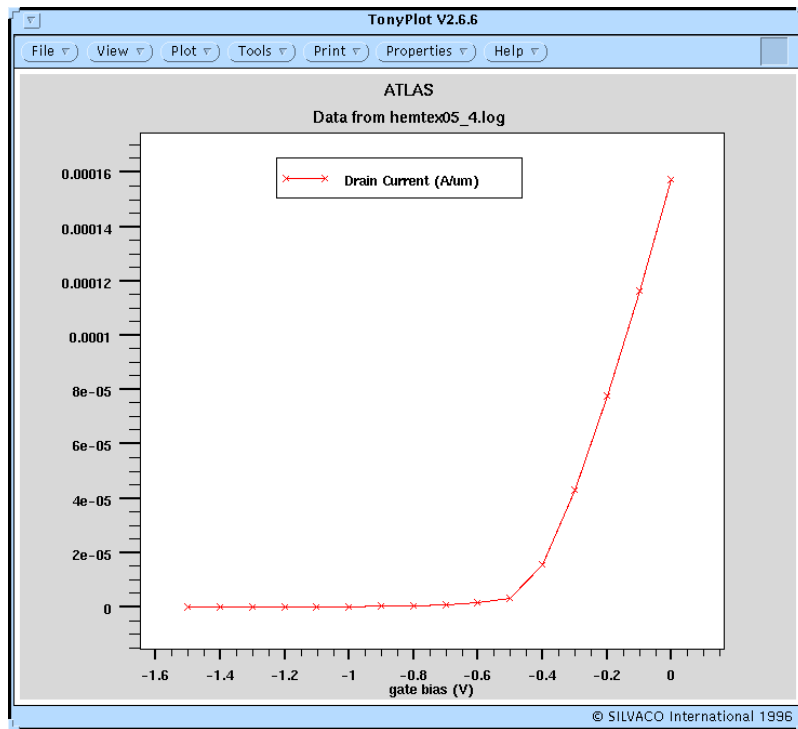 TonyPlot V2.6.6
File View Plot Tools Print Properties Help
ATLAS
Data from hemtex05_4.log
Drain Current (A/um)
0.00016
0.00014
0.00012
0.0001
8e-05
6e-05
4e-05
2e-05
0
-1.6 -1.4 -1.2 -1 -0.8 -0.6 -0.4 -0.2 0
gate bias (V)
© SILVACO International 1996